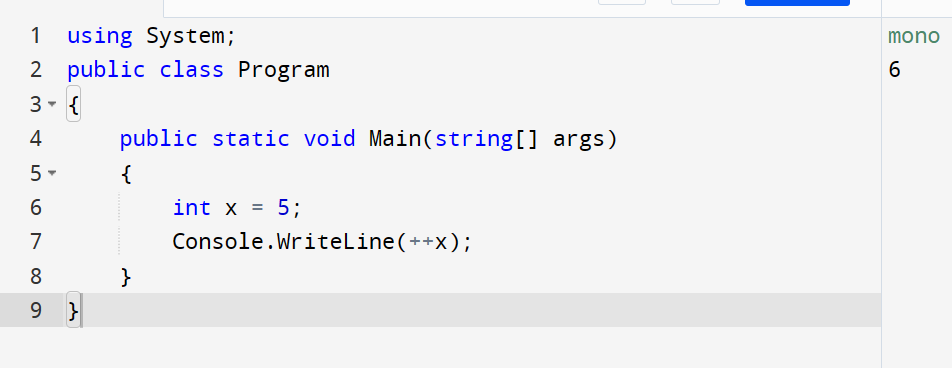 1 using System;
2 public class Program
3 {
4     public static void Main(string[] args)
5     {
6         int x = 5;
7         Console.WriteLine(++x);
8     }
9 }
mono
6